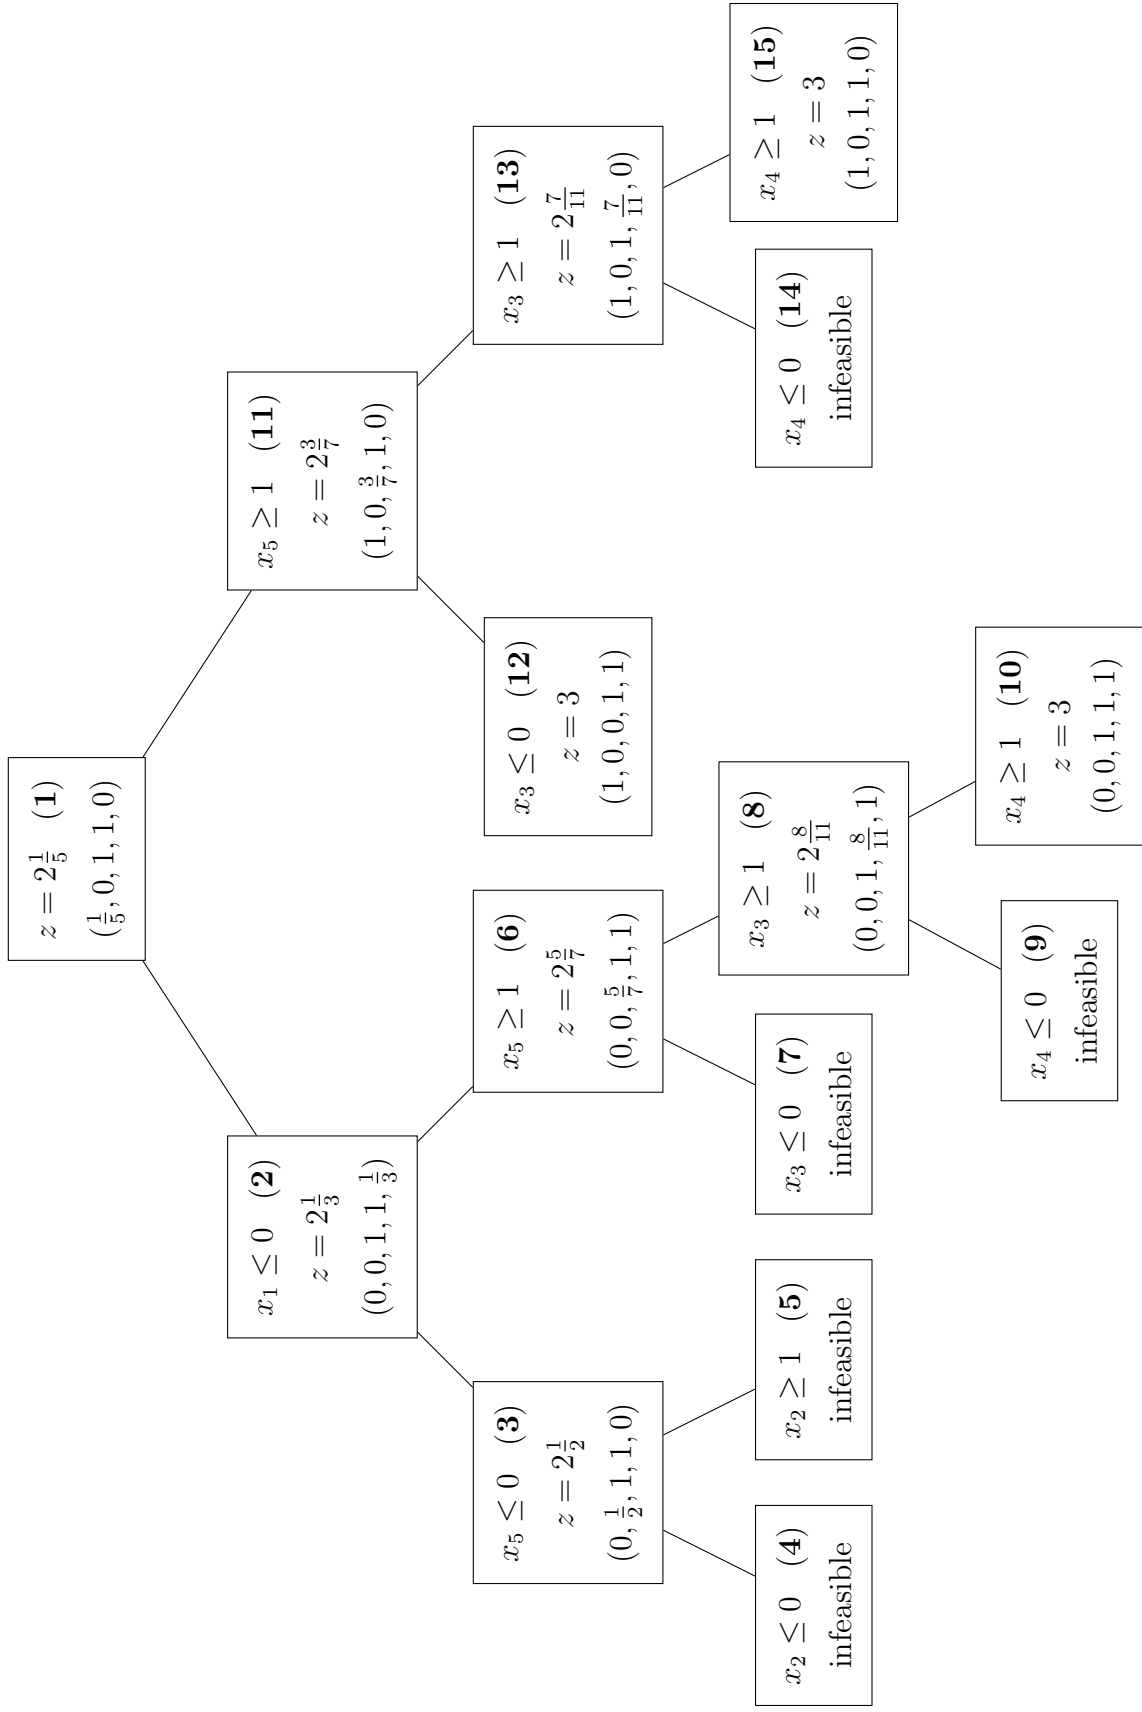 z = 2 1/5 (1)
(1/5, 0, 1, 1, 0)
x₁ ≤ 0 (2)
z = 2 1/3
(0, 0, 1, 1, 1/3)
x₅ ≤ 0 (3)
z = 2 1/2
(0, 1/2, 1, 1, 0)
x₂ ≤ 0 (4)
infeasible
x₂ ≥ 1 (5)
infeasible
x₅ ≥ 1 (6)
z = 2 5/7
(0, 0, 5/7, 1, 1)
x₃ ≤ 0 (7)
infeasible
x₃ ≥ 1 (8)
z = 2 8/11
(0, 0, 1, 8/11, 1)
x₄ ≤ 0 (9)
infeasible
x₄ ≥ 1 (10)
z = 3
(0, 0, 1, 1, 1)
x₅ ≥ 1 (11)
z = 2 3/7
(1, 0, 3/7, 1, 0)
x₃ ≤ 0 (12)
z = 3
(1, 0, 0, 1, 1)
x₃ ≥ 1 (13)
z = 2 7/11
(1, 0, 1, 7/11, 0)
x₄ ≤ 0 (14)
infeasible
x₄ ≥ 1 (15)
z = 3
(1, 0, 1, 1, 0)